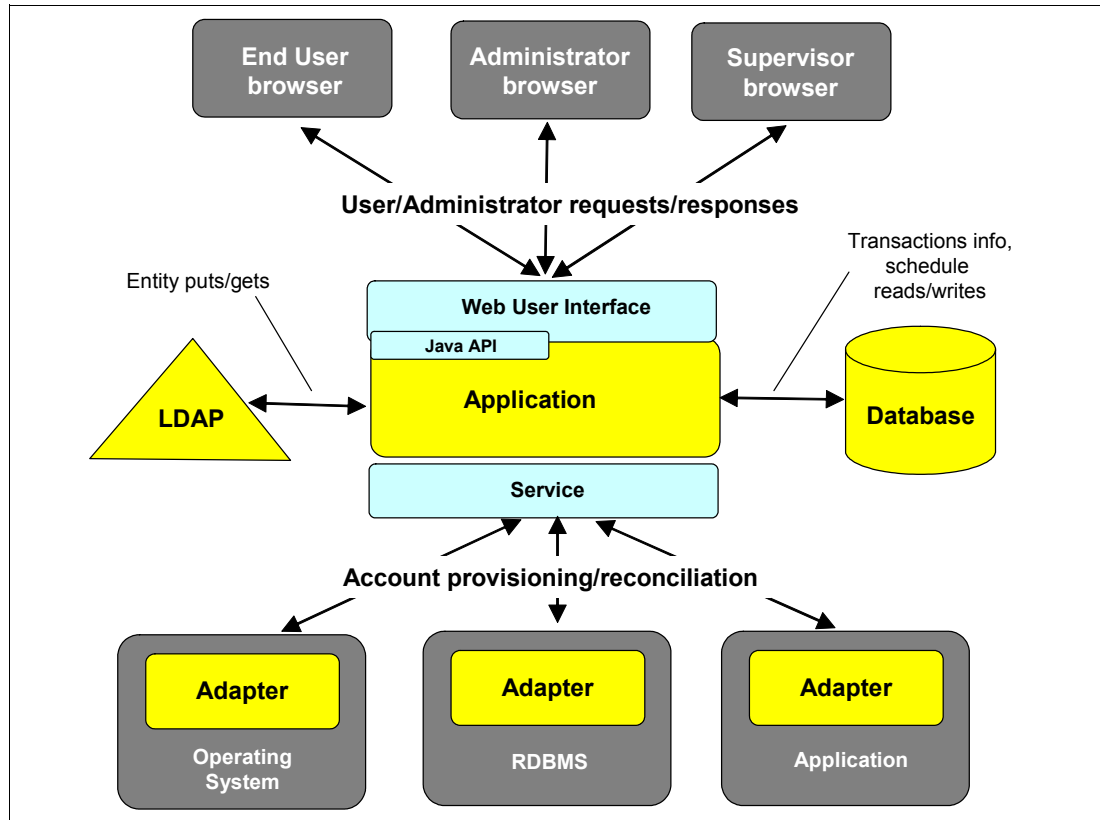 End User
browser
Administrator
browser
Supervisor
browser
User/Administrator requests/responses
Entity puts/gets
Transactions info,
schedule
reads/writes
Web User Interface
Java API
Application
LDAP
Database
Service
Account provisioning/reconciliation
Adapter
Operating
System
Adapter
RDBMS
Adapter
Application